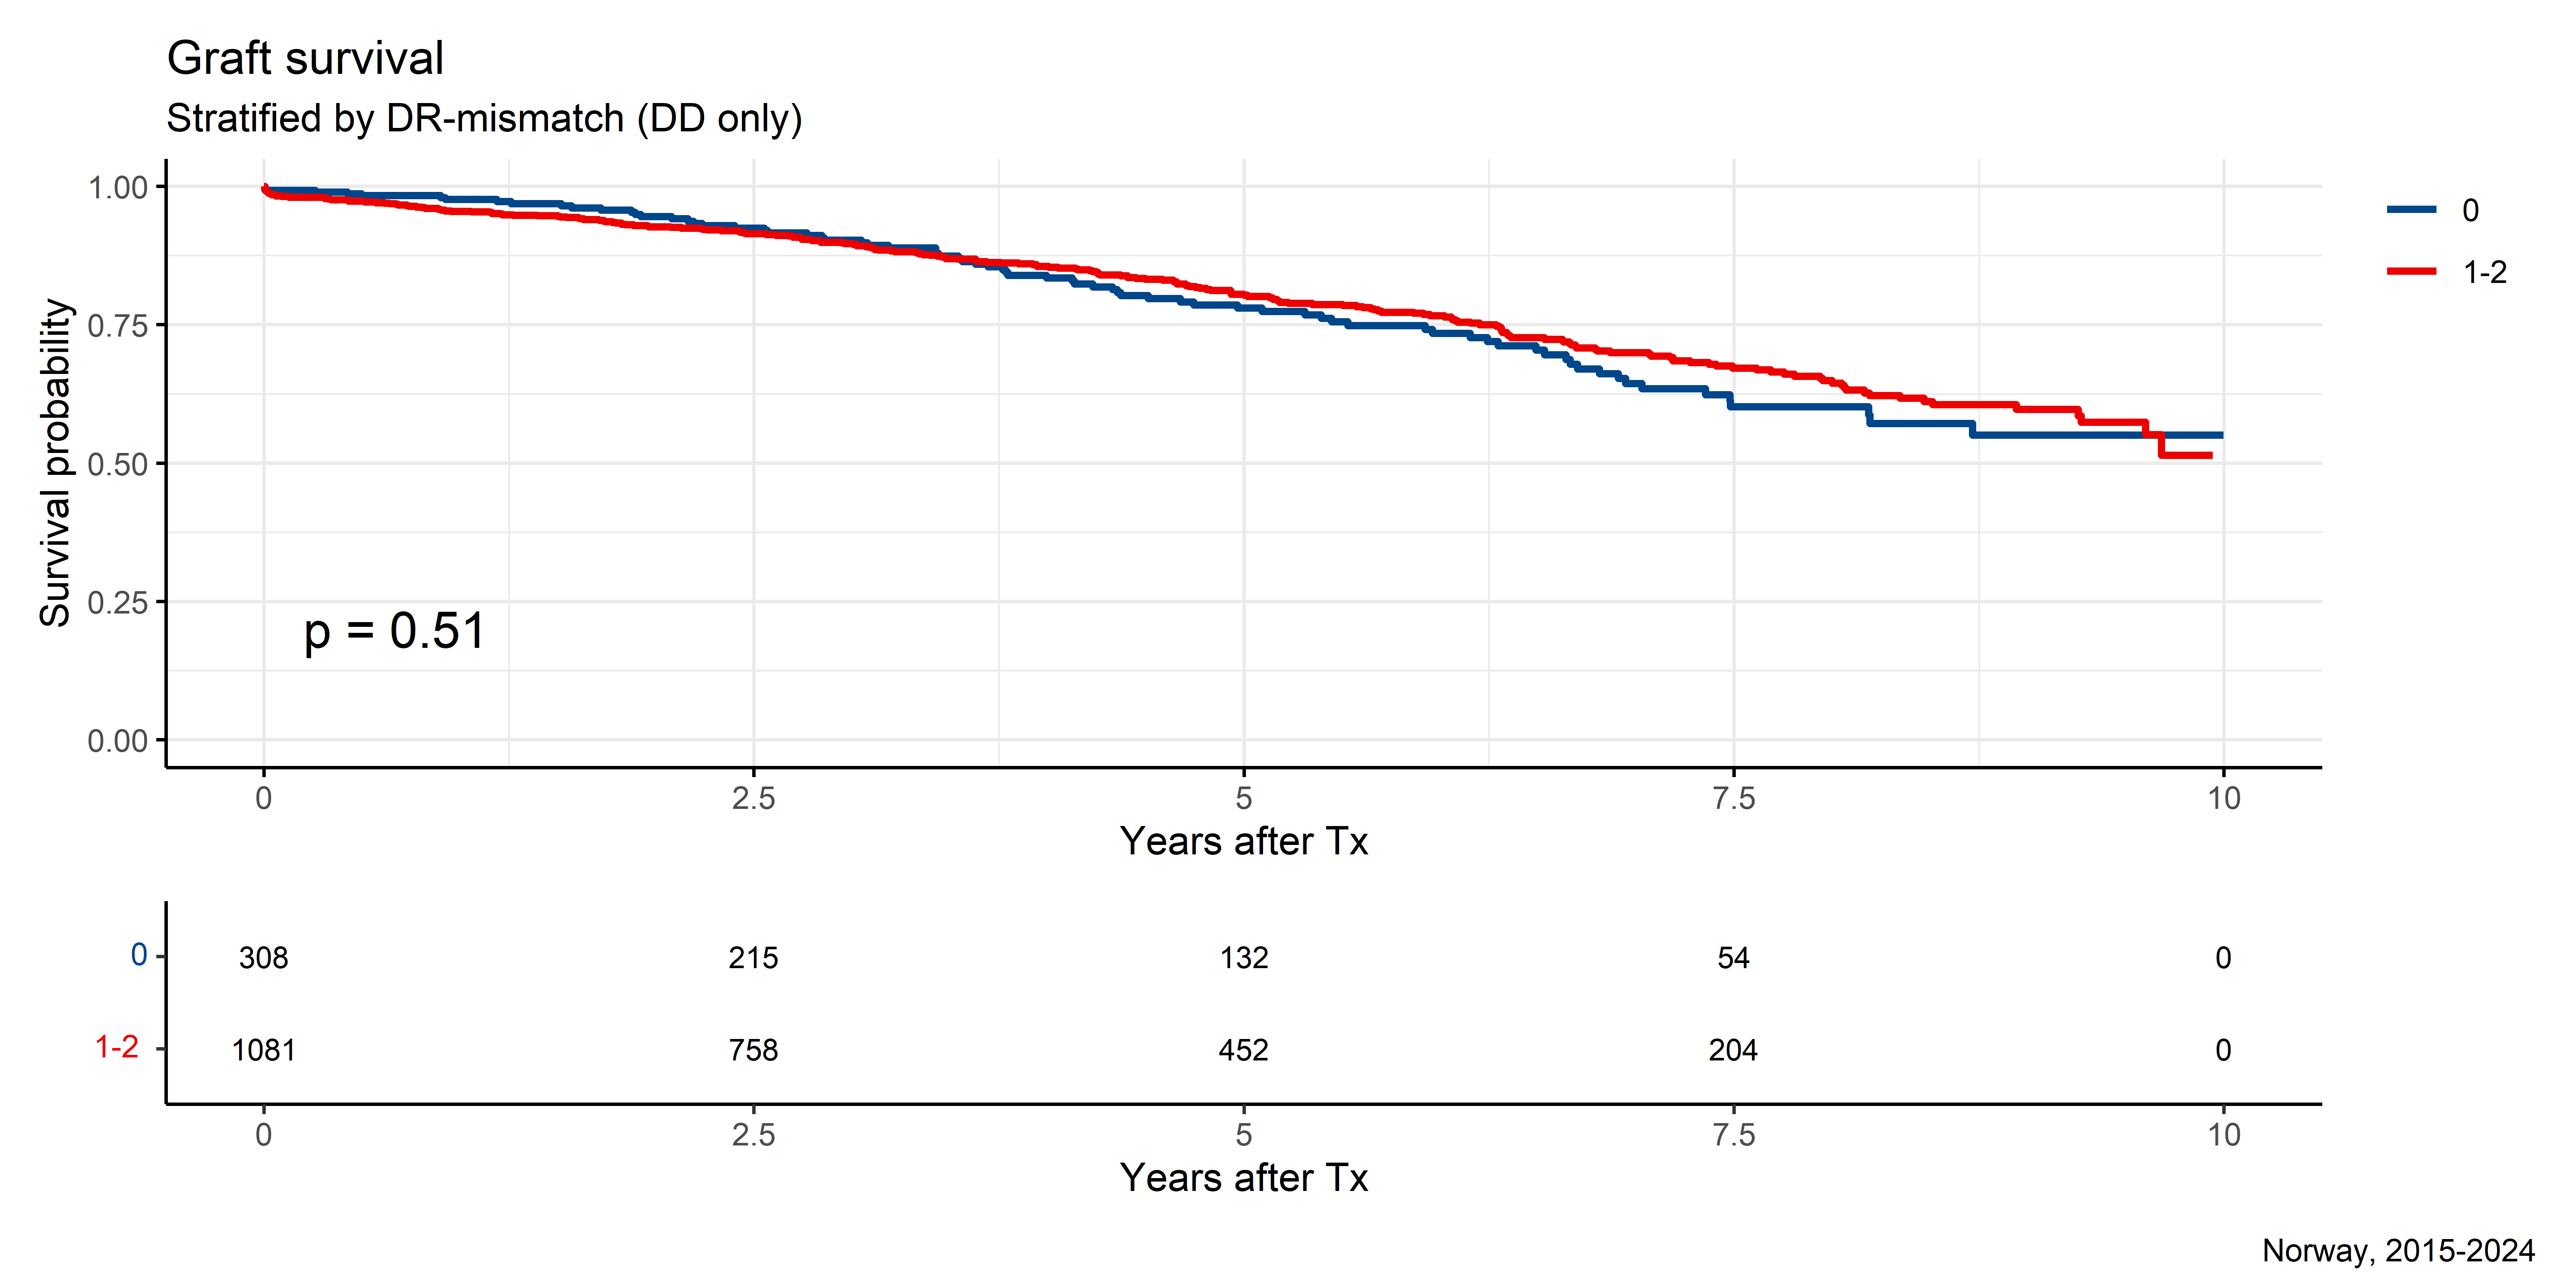 Graft survival
Stratified by DR-mismatch (DD only)
Survival probability
1.00
0.75
0.50
0.25
0.00
p = 0.51
0
1-2
0 2.5 5 7.5 10
Years after Tx
0 308 215 132 54 0
1-2 1081 758 452 204 0
0 2.5 5 7.5 10
Years after Tx
Norway, 2015-2024